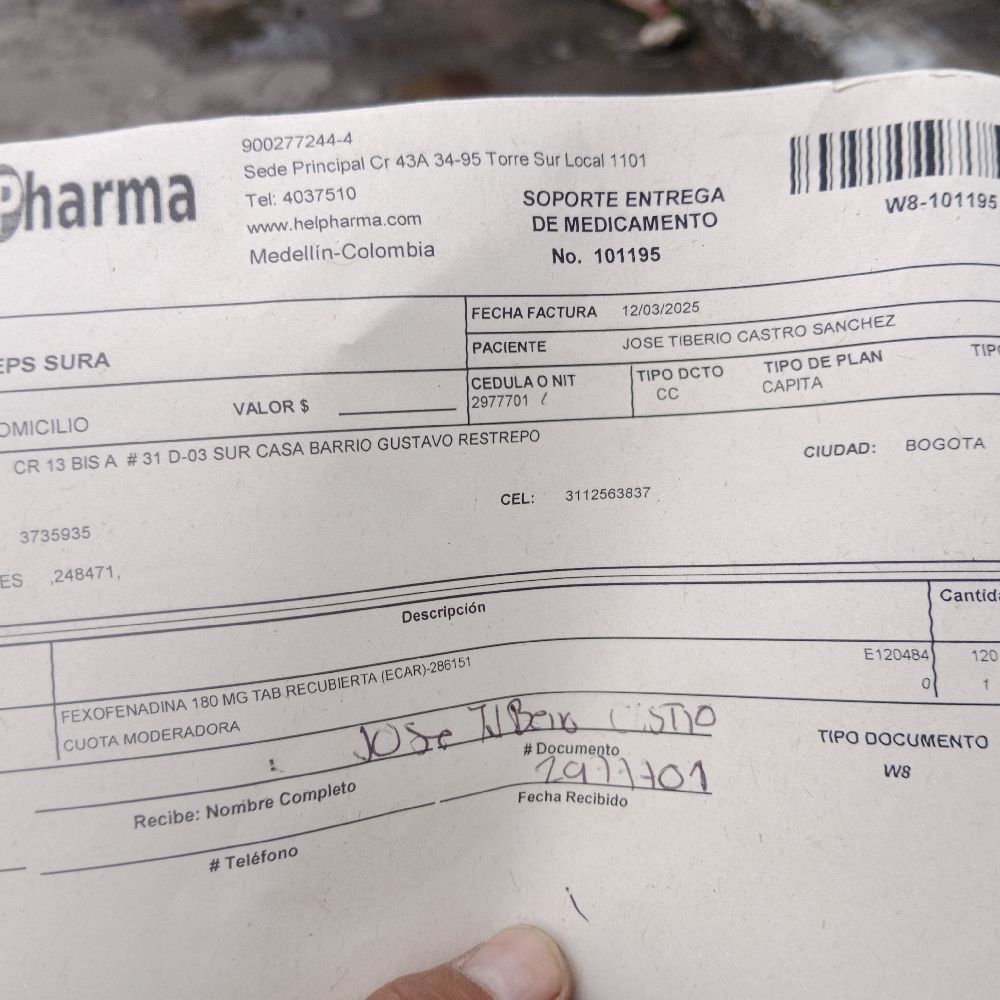 Pharma
900277244-4
Sede Principal Cr 43A 34-95 Torre Sur Local 1101
Tel: 4037510
www.helpharma.com
Medellín-Colombia
SOPORTE ENTREGA
DE MEDICAMENTO
No. 101195
W8-101195
FECHA FACTURA 12/03/2025
EPS SURA
PACIENTE JOSE TIBERIO CASTRO SANCHEZ
CEDULA O NIT TIPO DCTO TIPO DE PLAN TIPO
2977701 CC CAPITA
OMICILIO VALOR $
CR 13 BIS A # 31 D-03 SUR CASA BARRIO GUSTAVO RESTREPO
CIUDAD: BOGOTA
CEL: 3112563837
3735935
ES ,248471,
Descripción Cantida
FEXOFENADINA 180 MG TAB RECUBIERTA (ECAR)-286151 E120484 120
CUOTA MODERADORA 0 1
JOSe TIBerio CASTRO
Recibe: Nombre Completo # Documento
2977701
# Teléfono Fecha Recibido
TIPO DOCUMENTO
W8